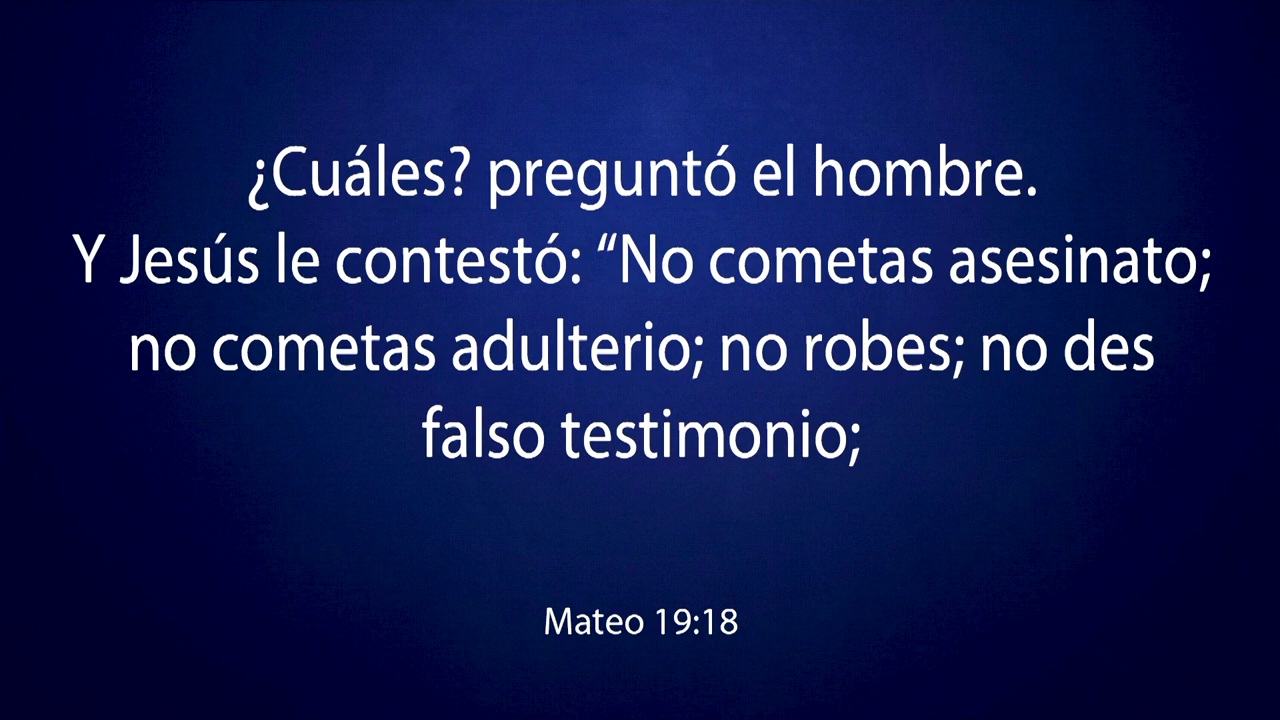 ¿Cuáles? preguntó el hombre.
Y Jesús le contestó: “No cometas asesinato;
no cometas adulterio; no robes; no des
falso testimonio;
Mateo 19:18